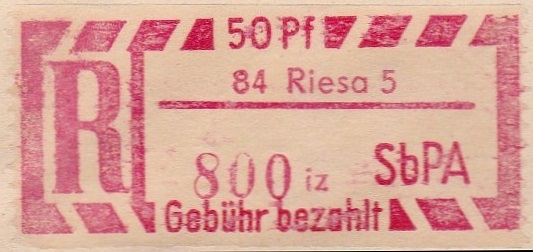 50 Pf
R
84 Riesa 5
800 iz SbPA
Gebühr bezahlt